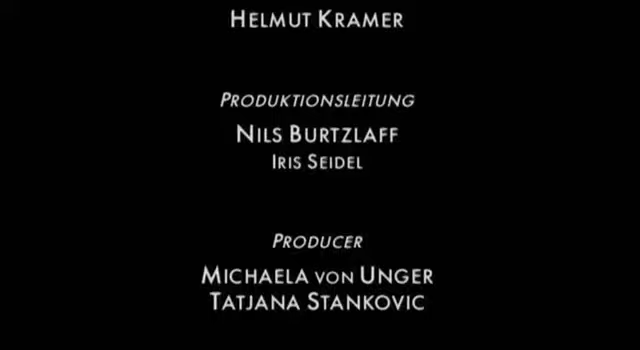 HELMUT KRAMER
PRODUKTIONSLEITUNG
NILS BURTZLAFF
IRIS SEIDEL
PRODUCER
MICHAELA VON UNGER
TATJANA STANKOVIC